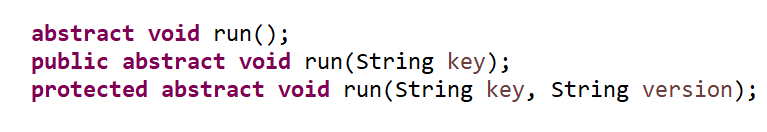 abstract void run();
public abstract void run(String key);
protected abstract void run(String key, String version);